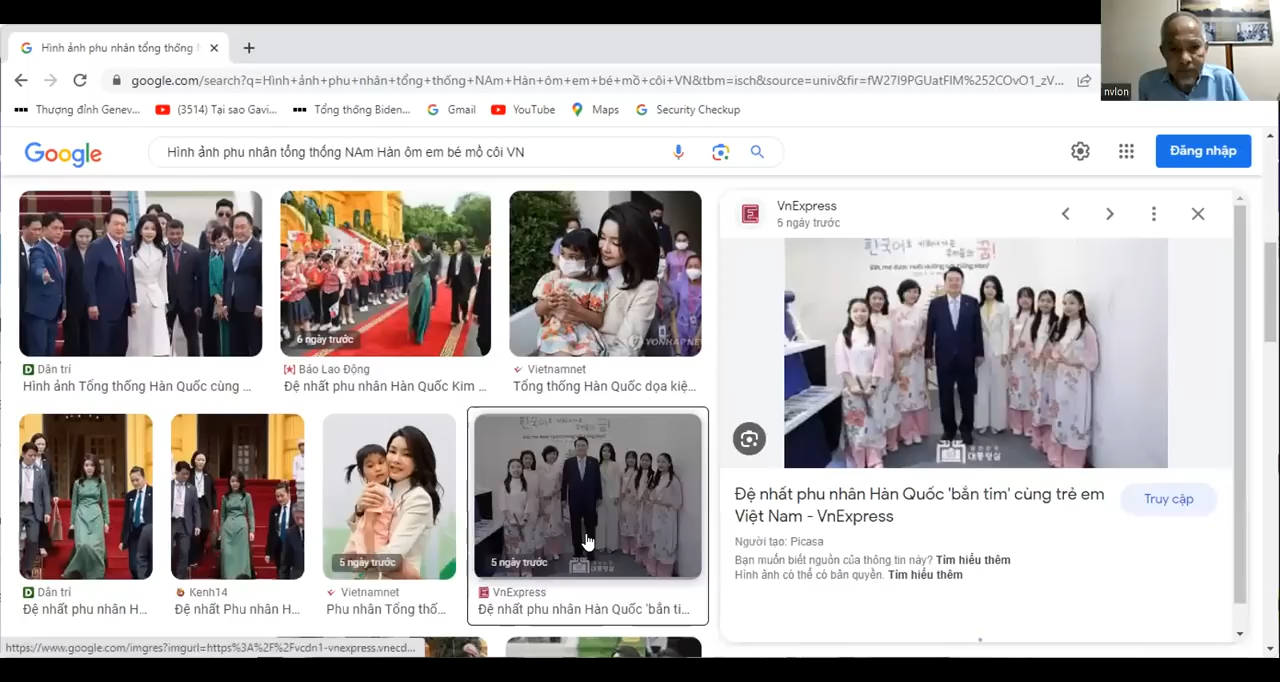 Hình ảnh phu nhân tổng thống
google.com/search?q=Hình+ảnh+phu+nhân+tổng+thống+NAm+Hàn+ôm+em+bé+mồ+côi+VN&tbm=isch&source=univ&fir=fW27I9PGUatFIM%252COvO1_zV...
nvlon
Thượng đỉnh Genev...
(3514) Tại sao Gavi...
Tổng thống Biden...
Gmail
YouTube
Maps
Security Checkup
Google
Hình ảnh phu nhân tổng thống NAm Hàn ôm em bé mồ côi VN
Đăng nhập
6 ngày trước
YONHAPNE
Dân trí
Hình ảnh Tổng thống Hàn Quốc cùng ...
Báo Lao Động
Đệ nhất phu nhân Hàn Quốc Kim ...
Vietnamnet
Tổng thống Hàn Quốc dọa kiệ...
5 ngày trước
5 ngày trước
Dân trí
Đệ nhất phu nhân H...
Kenh14
Đệ Nhất Phu nhân H...
Vietnamnet
Phu nhân Tổng thố...
VnExpress
Đệ nhất phu nhân Hàn Quốc 'bắn ti...
VnExpress
5 ngày trước
대통령실
Đệ nhất phu nhân Hàn Quốc 'bắn tim' cùng trẻ em
Việt Nam - VnExpress
Truy cập
Người tạo: Picasa
Bạn muốn biết nguồn của thông tin này? Tìm hiểu thêm
Hình ảnh có thể có bản quyền. Tìm hiểu thêm
https://www.google.com/imgres?imgurl=https%3A%2F%2Fvcdn1-vnexpress.vnecd...